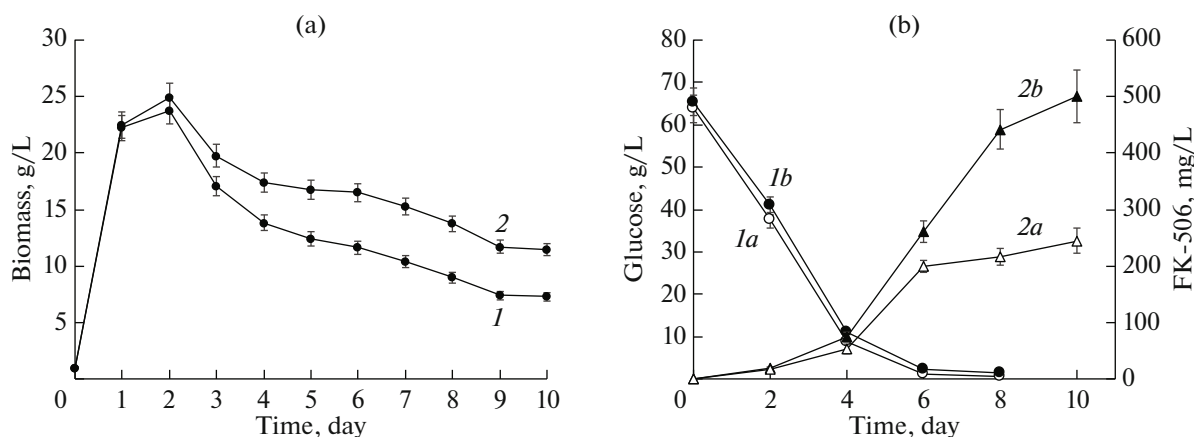 (a)
Biomass, g/L
30
25
20
15
10
5
0
1 2 3 4 5 6 7 8 9 10
Time, day
2
1
(b)
Glucose, g/L
80
70
60
50
40
30
20
10
0 2 4 6 8 10
Time, day
1b
1a
2b
2a
600
500
400
300
200
100
0
FK-506, mg/L